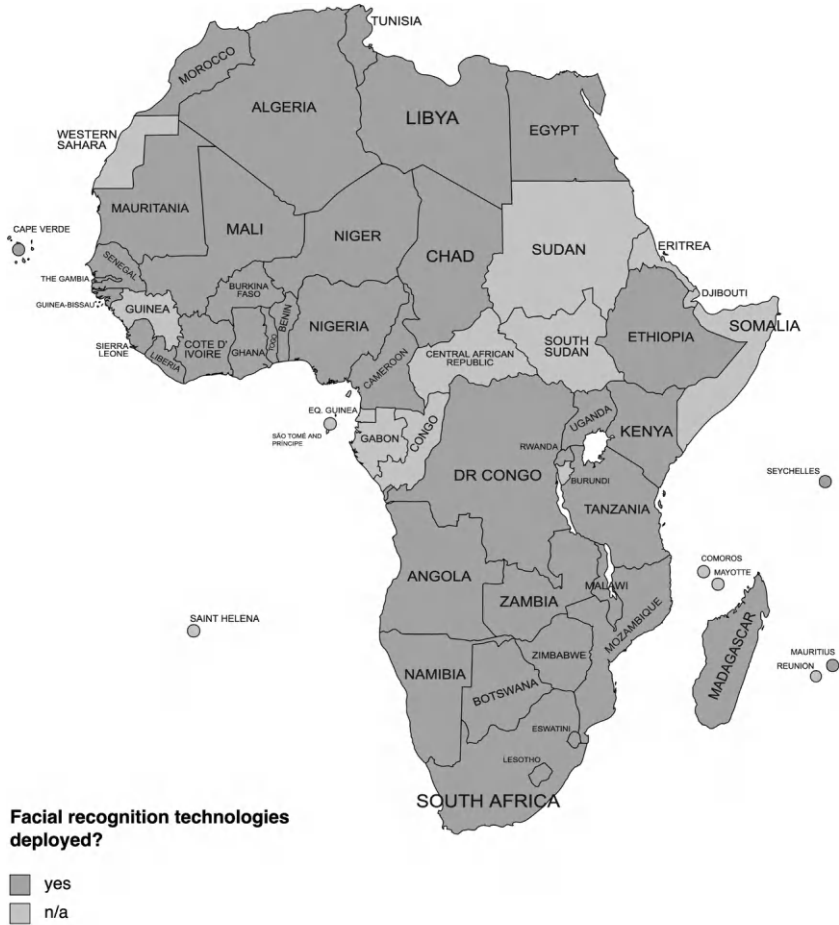 TUNISIA
MOROCCO
ALGERIA
LIBYA
EGYPT
WESTERN
SAHARA
MAURITANIA
MALI
NIGER
CHAD
SUDAN
ERITREA
CAPE VERDE
SENEGAL
THE GAMBIA
GUINEA-BISSAU
GUINEA
BURKINA
FASO
BENIN
NIGERIA
DJIBOUTI
SOMALIA
ETHIOPIA
SIERRA
LEONE
LIBERIA
COTE D'
IVOIRE
GHANA
TOGO
CAMEROON
CENTRAL AFRICAN
REPUBLIC
SOUTH
SUDAN
EQ. GUINEA
SÃO TOMÉ AND
PRÍNCIPE
GABON
CONGO
UGANDA
KENYA
RWANDA
DR CONGO
BURUNDI
SEYCHELLES
TANZANIA
COMOROS
MAYOTTE
ANGOLA
MALAWI
ZAMBIA
MOZAMBIQUE
SAINT HELENA
MADAGASCAR
MAURITIUS
REUNION
ZIMBABWE
NAMIBIA
BOTSWANA
ESWATINI
LESOTHO
SOUTH AFRICA
Facial recognition technologies
deployed?
yes
n/a